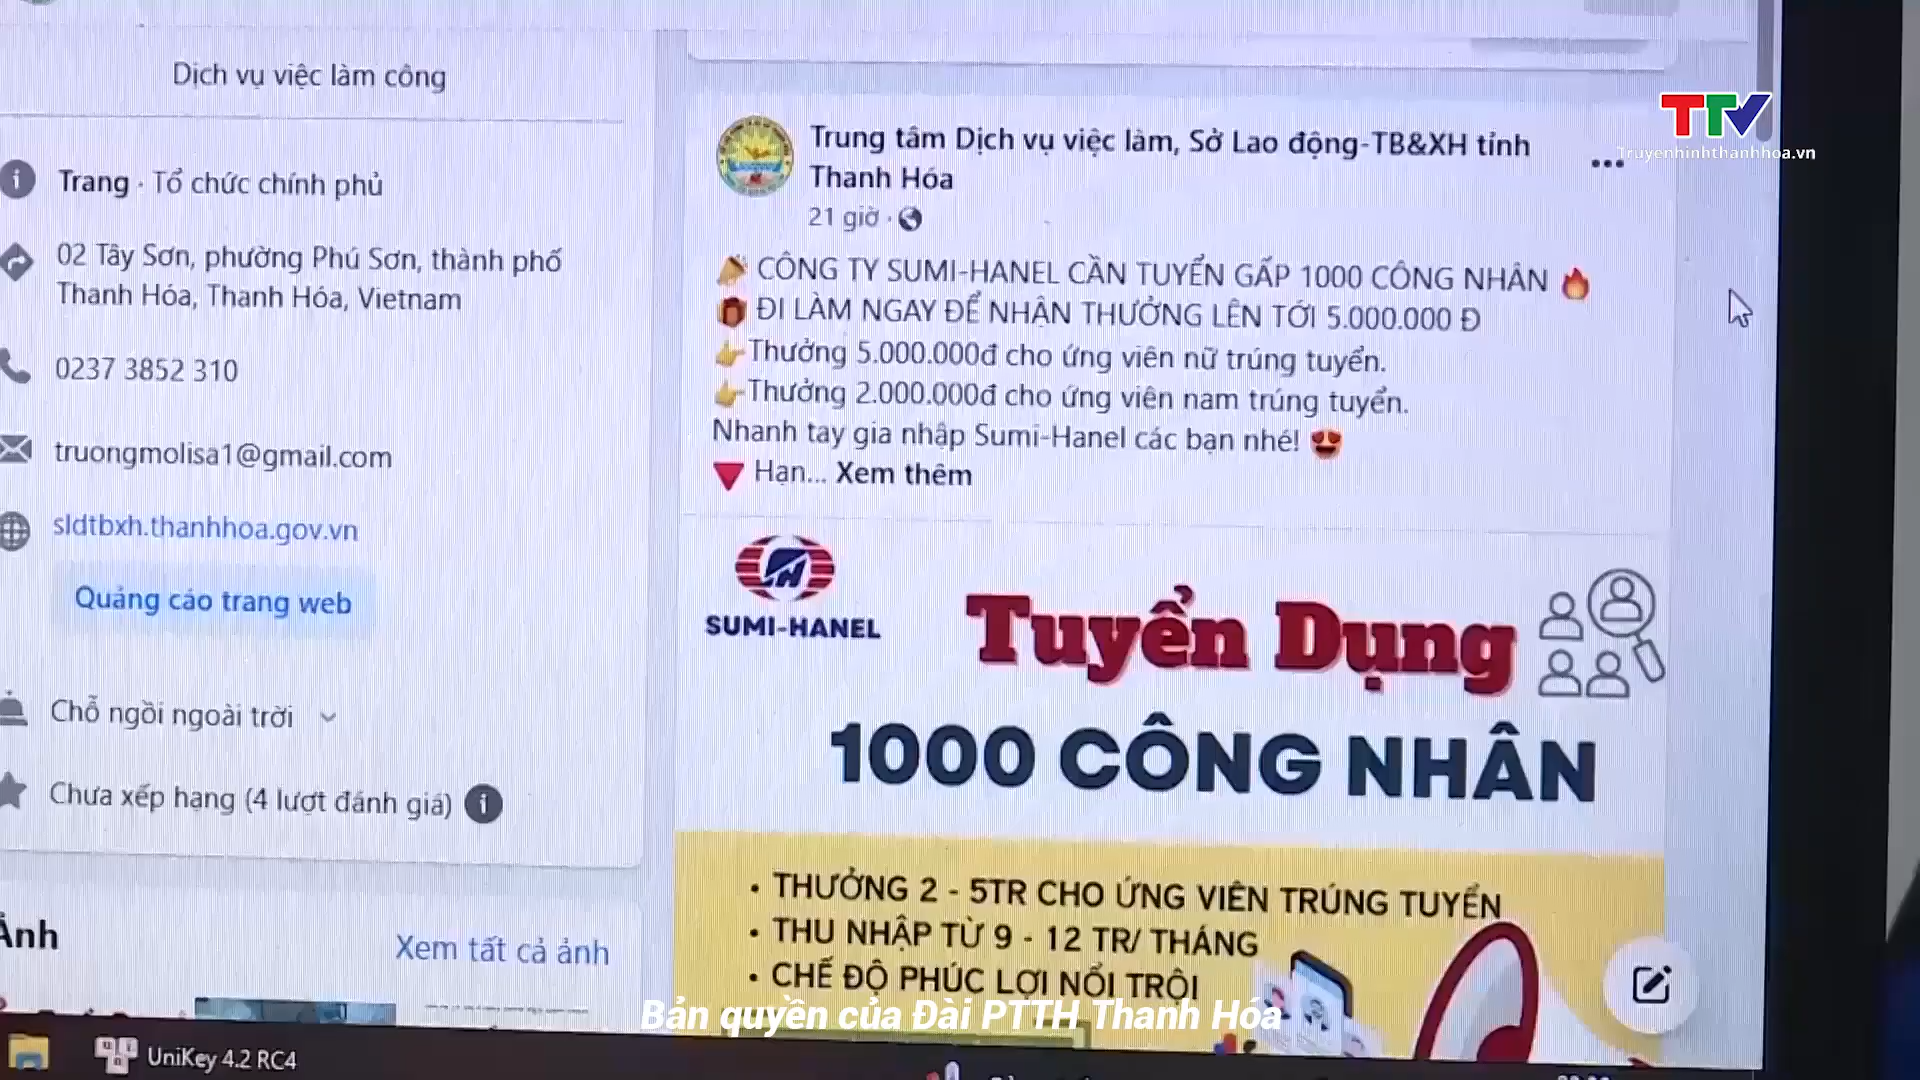 Dịch vụ việc làm công
Trang · Tổ chức chính phủ
02 Tây Sơn, phường Phú Sơn, thành phố
Thanh Hóa, Thanh Hóa, Vietnam
0237 3852 310
truongmolisa1@gmail.com
sldtbxh.thanhhoa.gov.vn
Quảng cáo trang web
Chỗ ngồi ngoài trời
Chưa xếp hạng (4 lượt đánh giá)
Ảnh
Xem tất cả ảnh
Trung tâm Dịch vụ việc làm, Sở Lao động-TB&XH tỉnh
Thanh Hóa
21 giờ ·
CÔNG TY SUMI-HANEL CẦN TUYỂN GẤP 1000 CÔNG NHÂN
ĐI LÀM NGAY ĐỂ NHẬN THƯỞNG LÊN TỚI 5.000.000 Đ
Thưởng 5.000.000đ cho ứng viên nữ trúng tuyển.
Thưởng 2.000.000đ cho ứng viên nam trúng tuyển.
Nhanh tay gia nhập Sumi-Hanel các bạn nhé!
Hạn... Xem thêm
SUMI-HANEL
Tuyển Dụng
1000 CÔNG NHÂN
• THƯỞNG 2 - 5TR CHO ỨNG VIÊN TRÚNG TUYỂN
• THU NHẬP TỪ 9 - 12 TR/ THÁNG
• CHẾ ĐỘ PHÚC LỢI NỔI TRỘI
TTV
Truyenhinhthanhhoa.vn
Bản quyền của Đài PTTH Thanh Hóa
UniKey 4.2 RC4